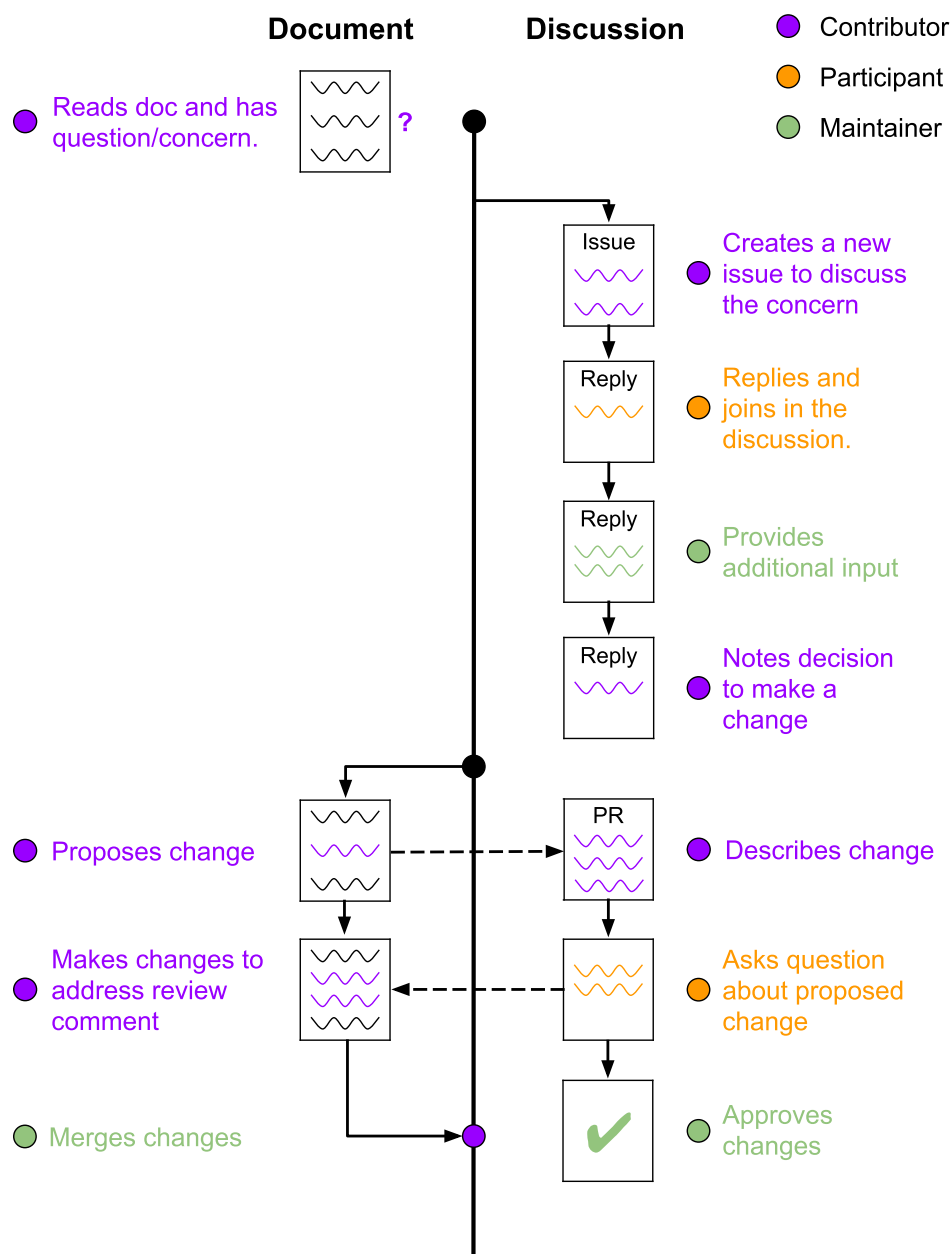 Document
Discussion
Contributor
Participant
Maintainer
Reads doc and has
question/concern.
?
Issue
Creates a new
issue to discuss
the concern
Reply
Replies and
joins in the
discussion.
Reply
Provides
additional input
Reply
Notes decision
to make a
change
Proposes change
PR
Describes change
Makes changes to
address review
comment
Asks question
about proposed
change
Merges changes
Approves
changes